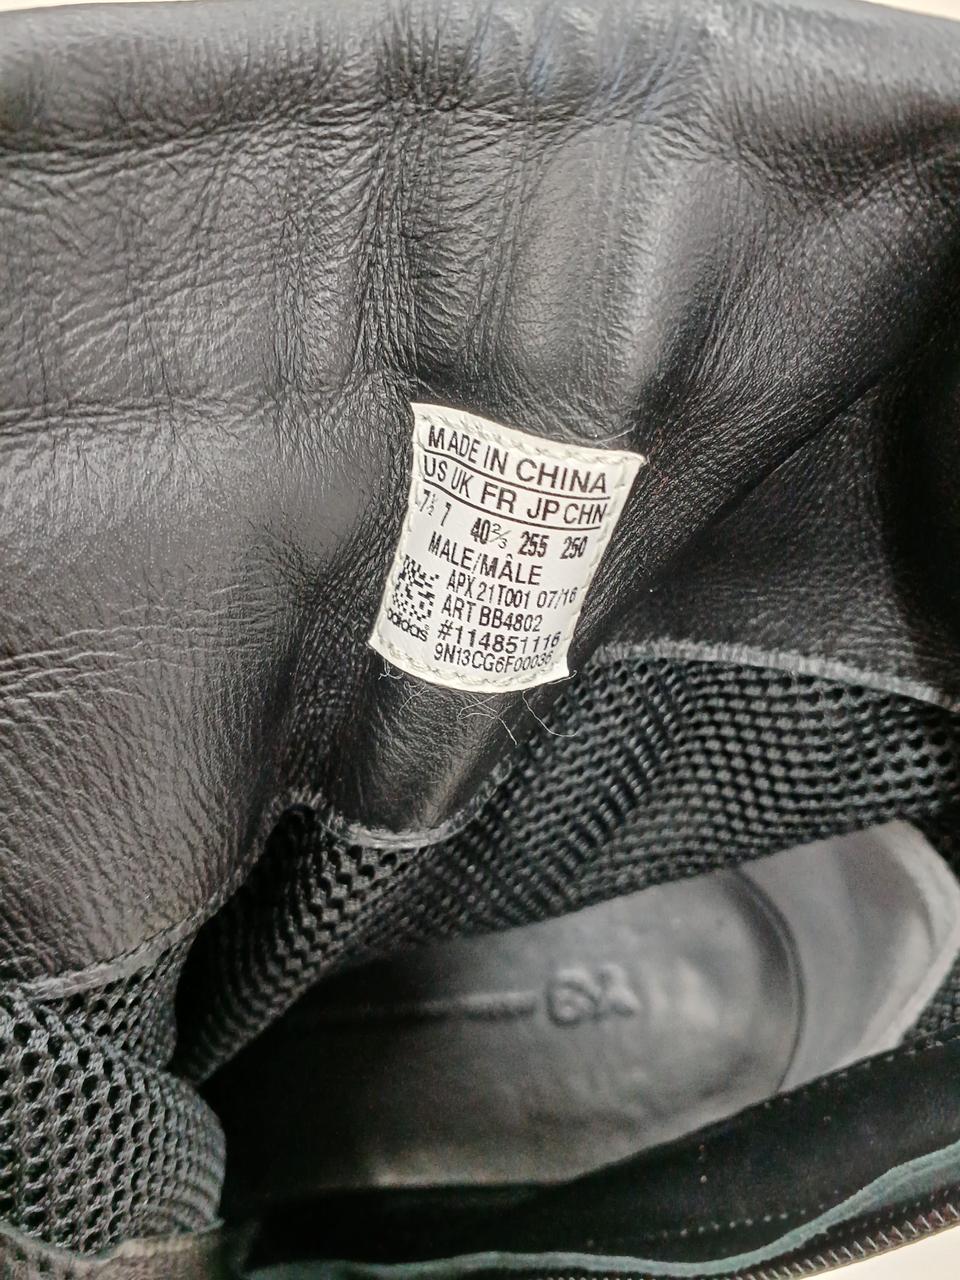 MADE IN CHINA
US UK FR JP CHN
7½ 7 40⅔ 255 250
MALE/MÂLE
APX 21T001 07/16
ART BB4802
#114851116
9N13CG6F00036
adidas